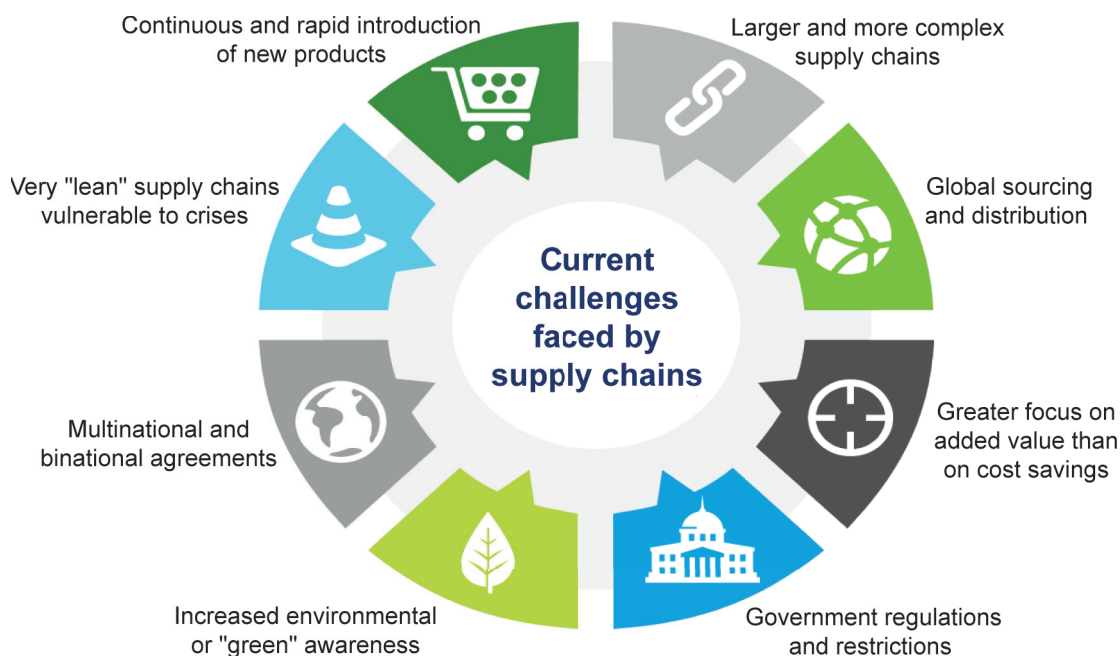 Continuous and rapid introduction
of new products
Larger and more complex
supply chains
Very "lean" supply chains
vulnerable to crises
Global sourcing
and distribution
Current
challenges
faced by
supply chains
Multinational and
binational agreements
Greater focus on
added value than
on cost savings
Increased environmental
or "green" awareness
Government regulations
and restrictions